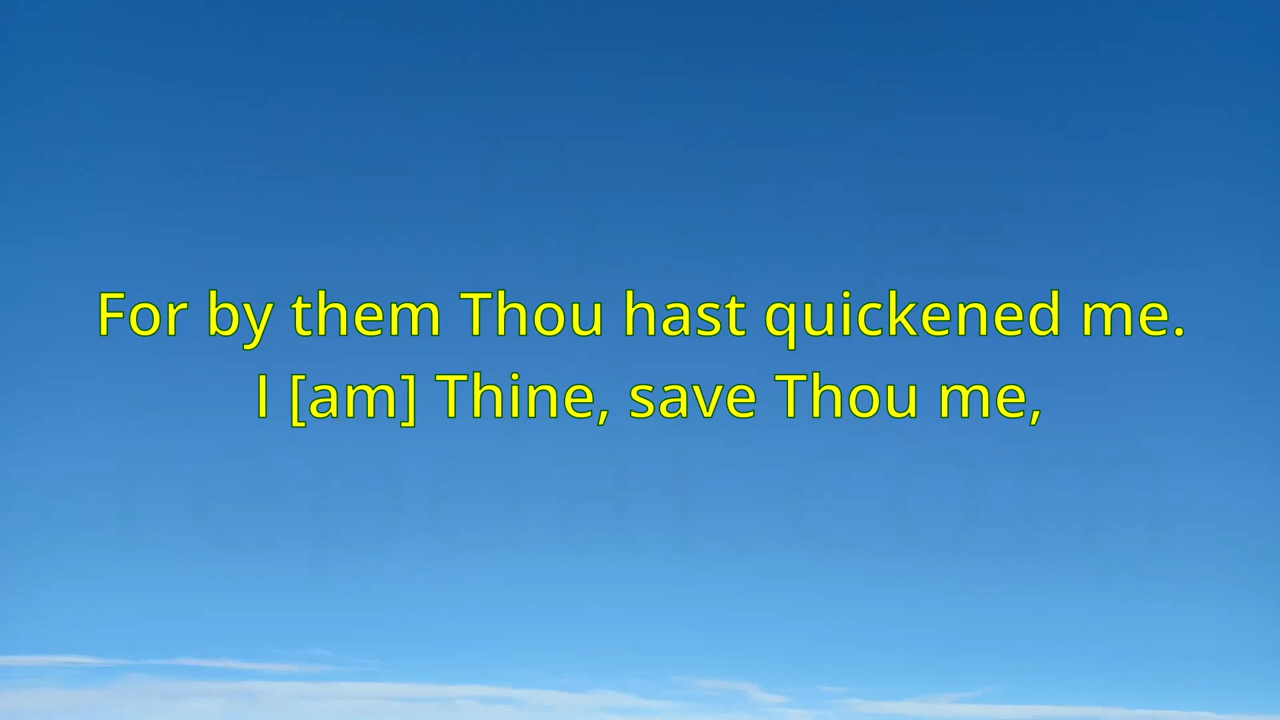 For by them Thou hast quickened me.
I [am] Thine, save Thou me,